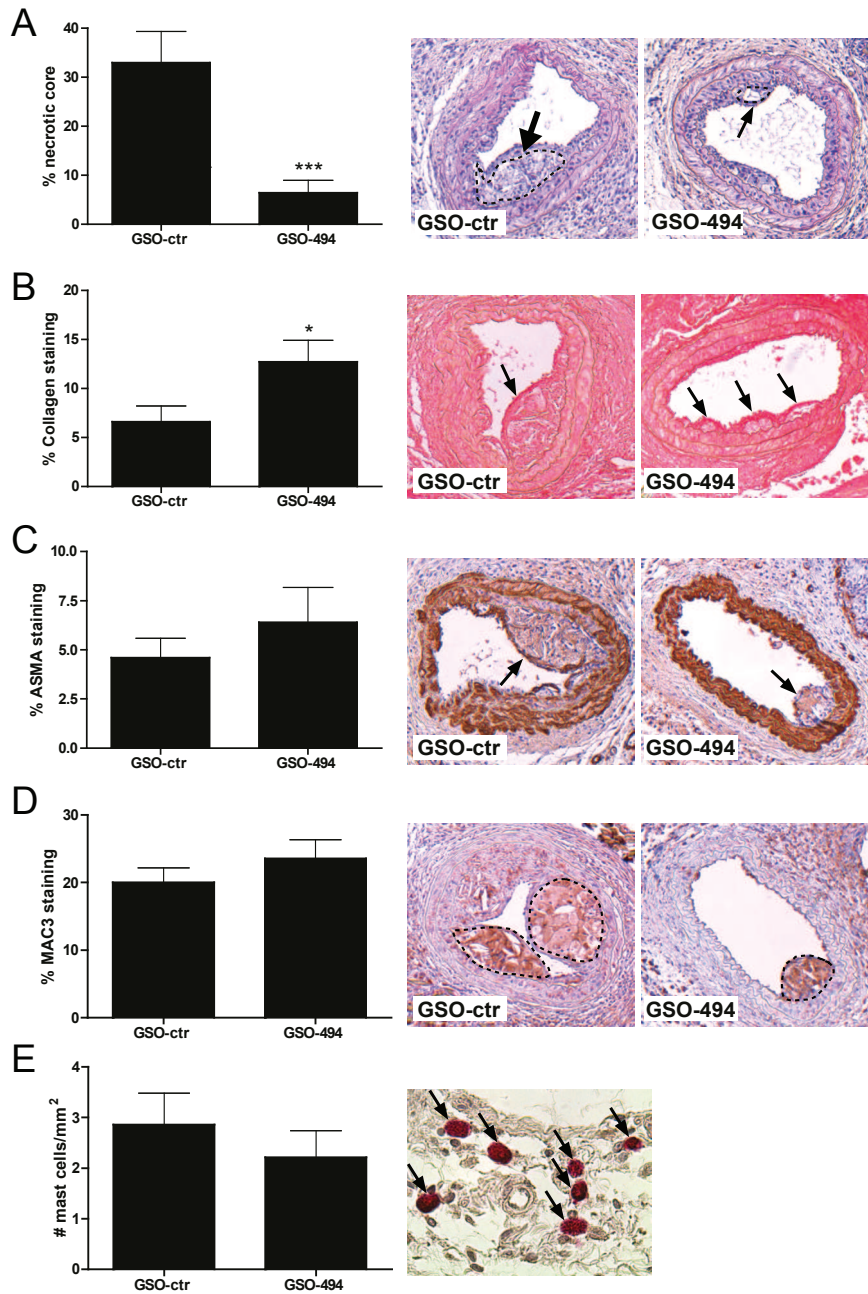 A
% necrotic core
40
30
20
10
0
***
GSO-ctr GSO-494
GSO-ctr
GSO-494
B
% Collagen staining
20
15
10
5
0
*
GSO-ctr GSO-494
GSO-ctr
GSO-494
C
% ASMA staining
10.0
7.5
5.0
2.5
0.0
GSO-ctr GSO-494
GSO-ctr
GSO-494
D
% MAC3 staining
30
20
10
0
GSO-ctr GSO-494
GSO-ctr
GSO-494
E
# mast cells/mm²
4
3
2
1
0
GSO-ctr GSO-494